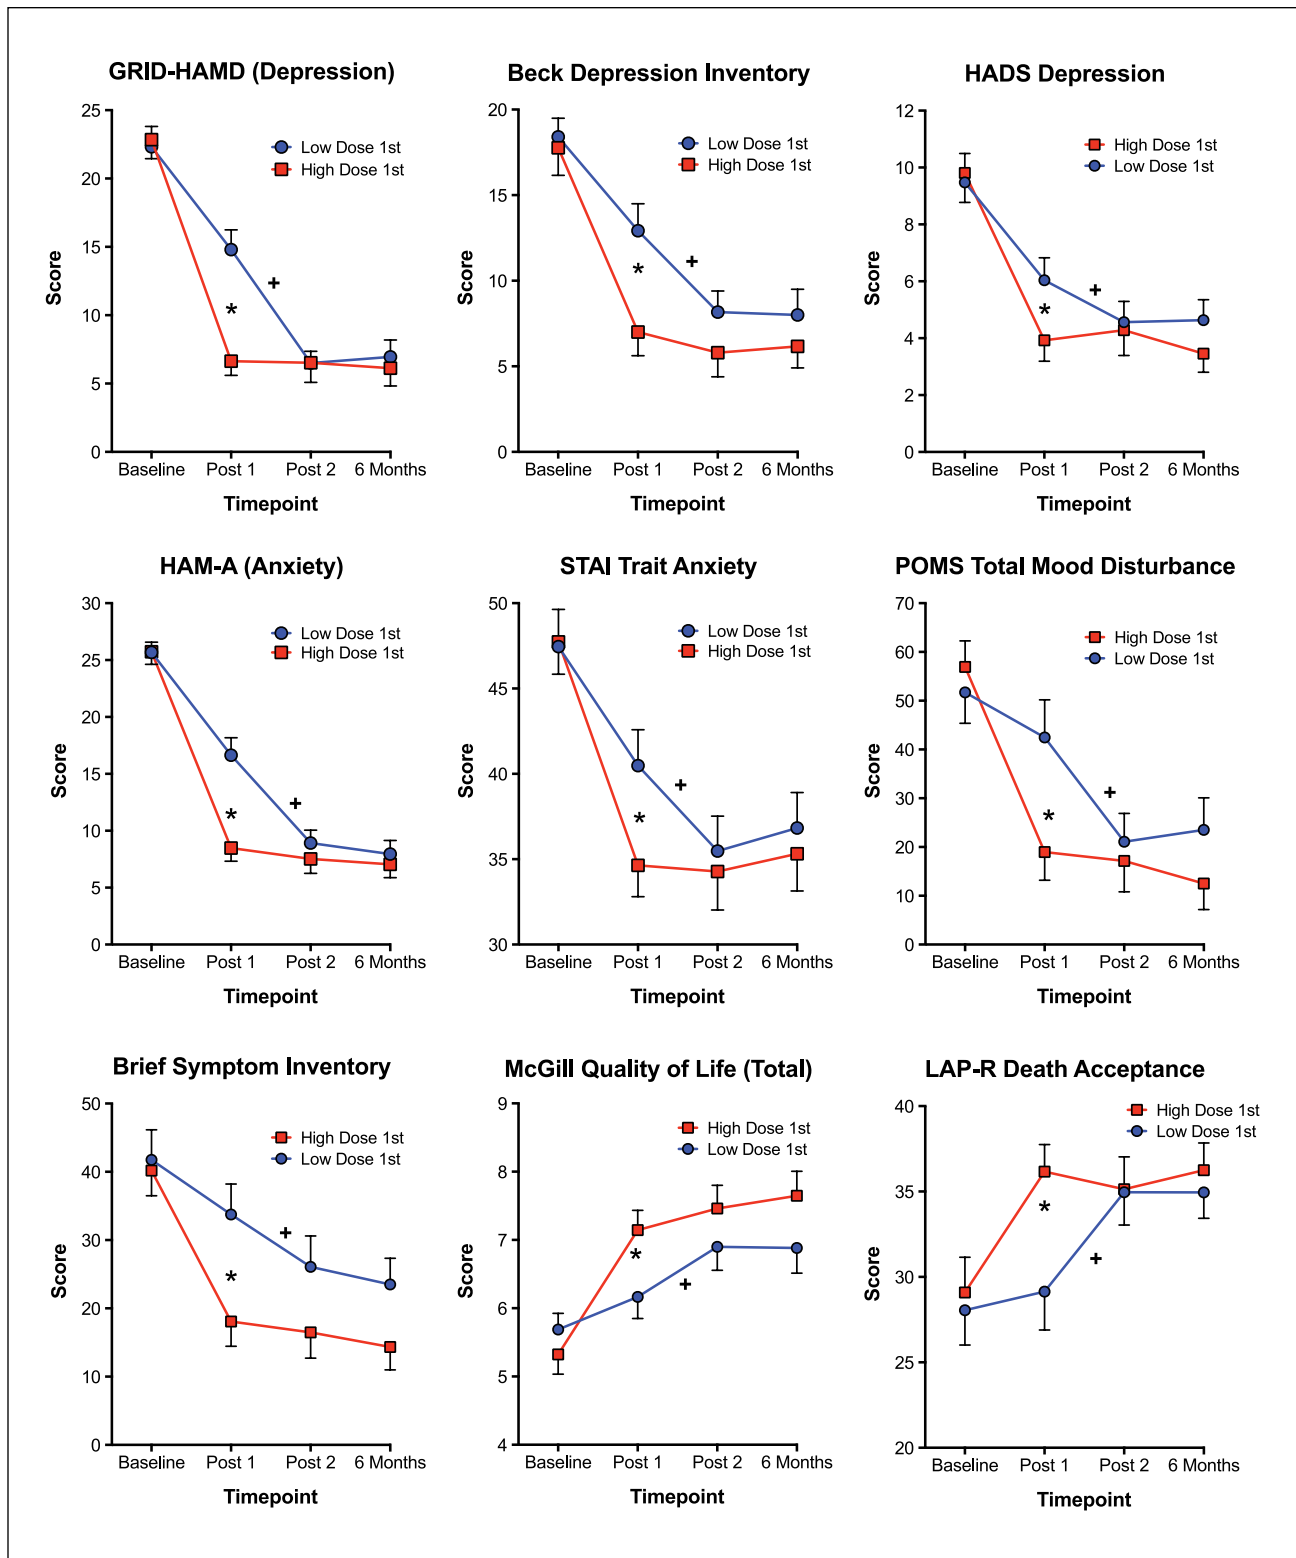 GRID-HAMD (Depression)
25
20
15
10
5
0
Score
Low Dose 1st
High Dose 1st
*
+
Baseline Post 1 Post 2 6 Months
Timepoint
Beck Depression Inventory
20
15
10
5
0
Score
Low Dose 1st
High Dose 1st
*
+
Baseline Post 1 Post 2 6 Months
Timepoint
HADS Depression
12
10
8
6
4
2
0
Score
High Dose 1st
Low Dose 1st
*
+
Baseline Post 1 Post 2 6 Months
Timepoint
HAM-A (Anxiety)
30
25
20
15
10
5
0
Score
Low Dose 1st
High Dose 1st
*
+
Baseline Post 1 Post 2 6 Months
Timepoint
STAI Trait Anxiety
50
45
40
35
30
Score
Low Dose 1st
High Dose 1st
*
+
Baseline Post 1 Post 2 6 Months
Timepoint
POMS Total Mood Disturbance
70
60
50
40
30
20
10
0
Score
High Dose 1st
Low Dose 1st
*
+
Baseline Post 1 Post 2 6 Months
Timepoint
Brief Symptom Inventory
50
40
30
20
10
0
Score
High Dose 1st
Low Dose 1st
*
+
Baseline Post 1 Post 2 6 Months
Timepoint
McGill Quality of Life (Total)
9
8
7
6
5
4
Score
High Dose 1st
Low Dose 1st
*
+
Baseline Post 1 Post 2 6 Months
Timepoint
LAP-R Death Acceptance
40
35
30
25
20
Score
High Dose 1st
Low Dose 1st
*
+
Baseline Post 1 Post 2 6 Months
Timepoint